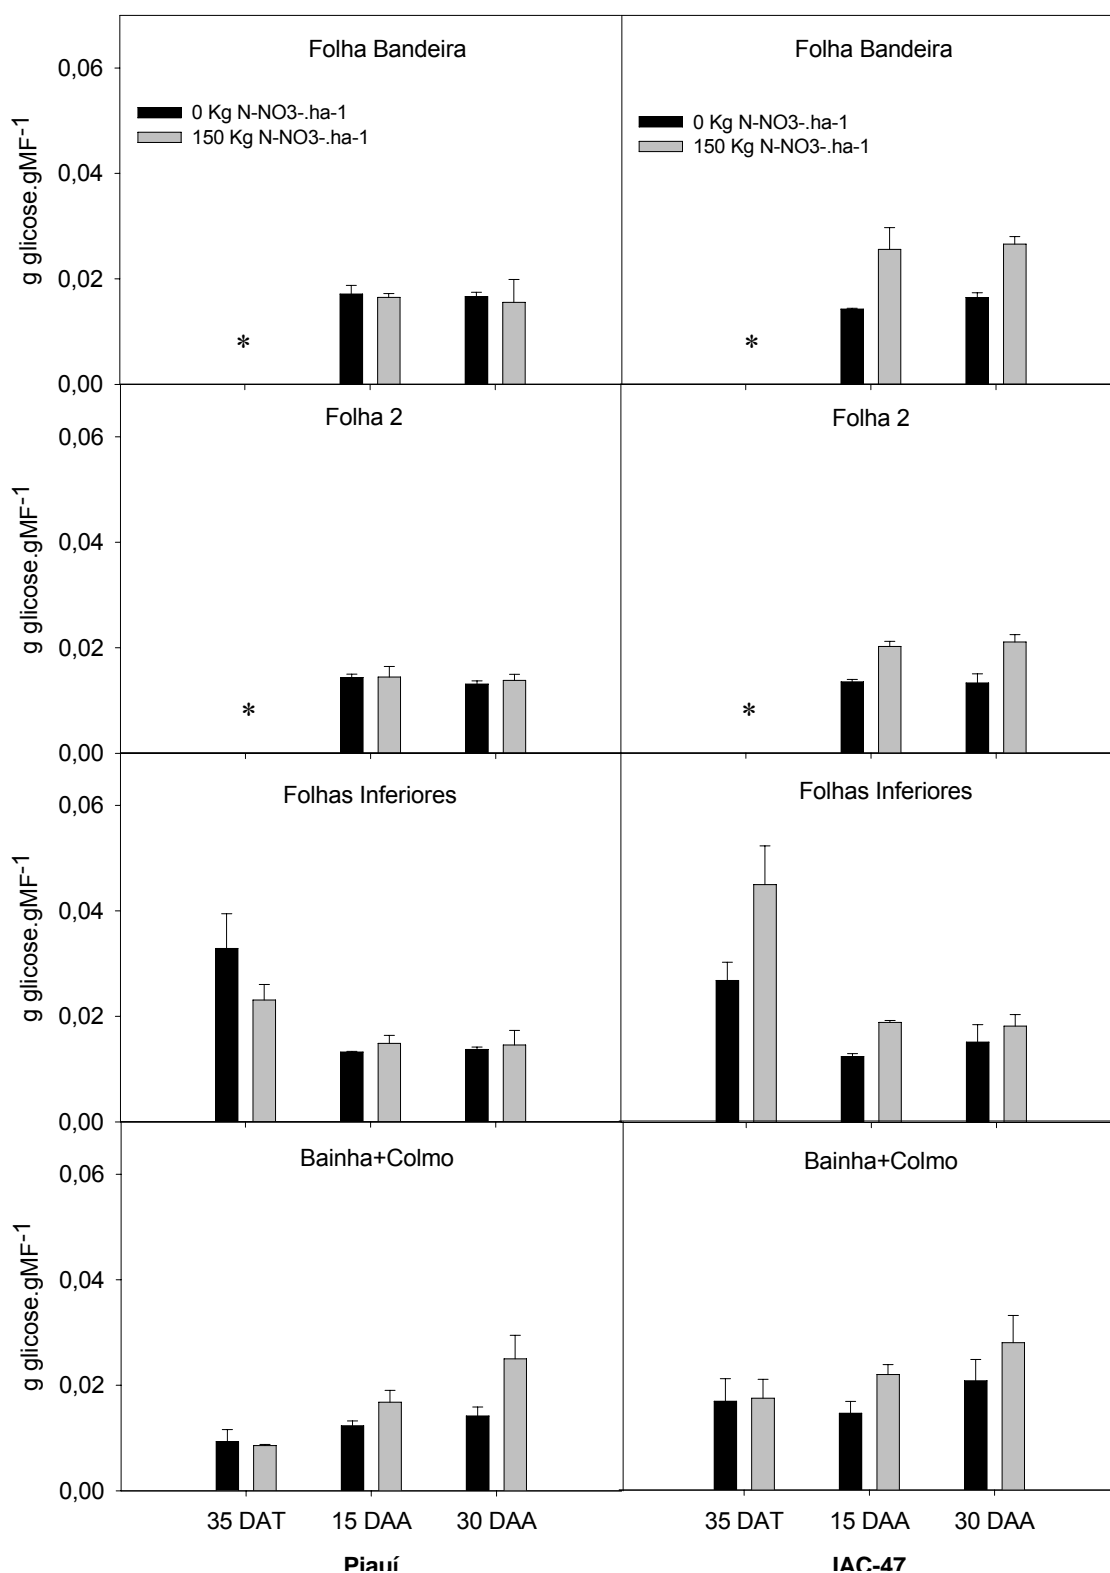 Folha Bandeira
Folha Bandeira
0 Kg N-NO3-.ha-1
150 Kg N-NO3-.ha-1
0 Kg N-NO3-.ha-1
150 Kg N-NO3-.ha-1
g glicose.gMF-1
0,06
0,04
0,02
0,00
*
*
Folha 2
Folha 2
g glicose.gMF-1
0,06
0,04
0,02
0,00
*
*
Folhas Inferiores
Folhas Inferiores
g glicose.gMF-1
0,06
0,04
0,02
0,00
Bainha+Colmo
Bainha+Colmo
g glicose.gMF-1
0,06
0,04
0,02
0,00
35 DAT 15 DAA 30 DAA
35 DAT 15 DAA 30 DAA
Piauí
IAC-47